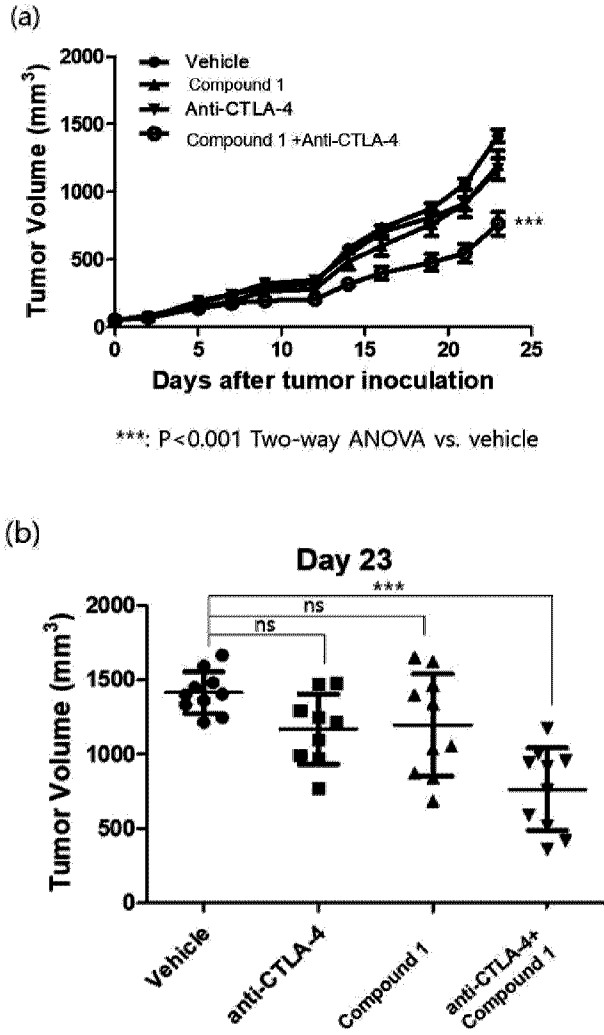 (a)
Tumor Volume (mm³)
2000
1500
1000
500
0
Vehicle
Compound 1
Anti-CTLA-4
Compound 1 +Anti-CTLA-4
***
0 5 10 15 20 25
Days after tumor inoculation
***: P<0.001 Two-way ANOVA vs. vehicle
(b)
Day 23
***
ns
ns
Tumor Volume (mm³)
2000
1500
1000
500
0
Vehicle
anti-CTLA-4
Compound 1
anti-CTLA-4+
Compound 1